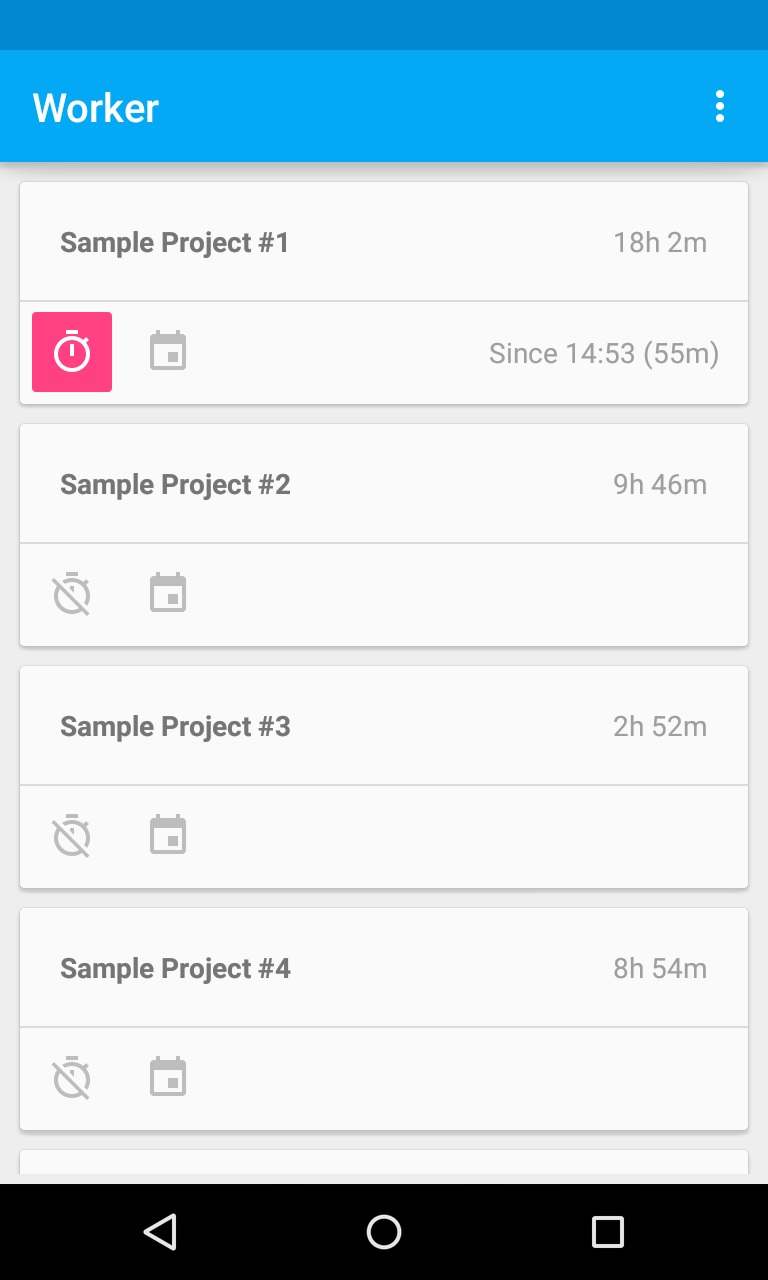 Worker
Sample Project #1 18h 2m
Since 14:53 (55m)
Sample Project #2 9h 46m
Sample Project #3 2h 52m
Sample Project #4 8h 54m